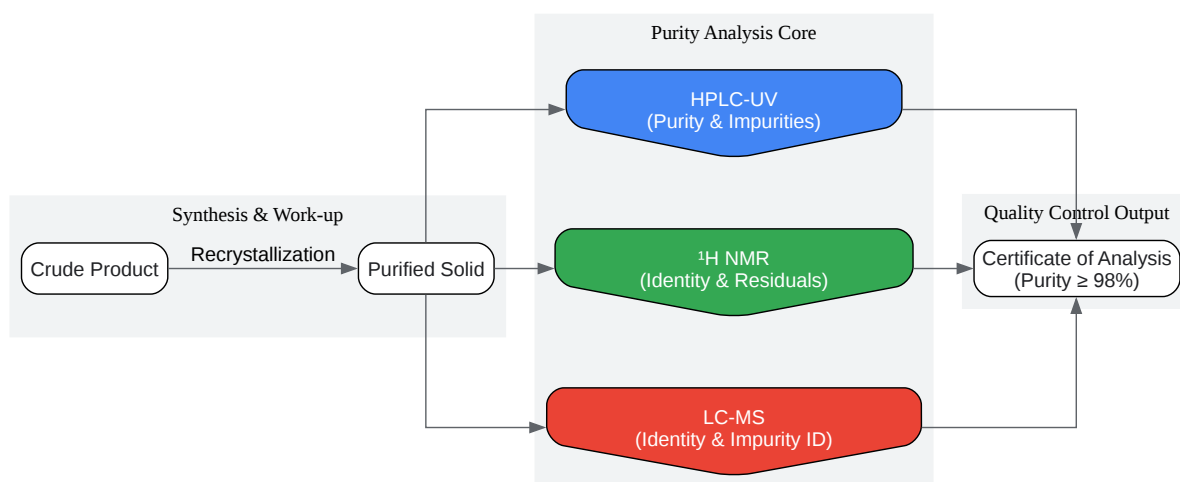 Purity Analysis Core
HPLC-UV
(Purity & Impurities)
Synthesis & Work-up
Crude Product
Recrystallization
Purified Solid
¹H NMR
(Identity & Residuals)
Quality Control Output
Certificate of Analysis
(Purity ≥ 98%)
LC-MS
(Identity & Impurity ID)